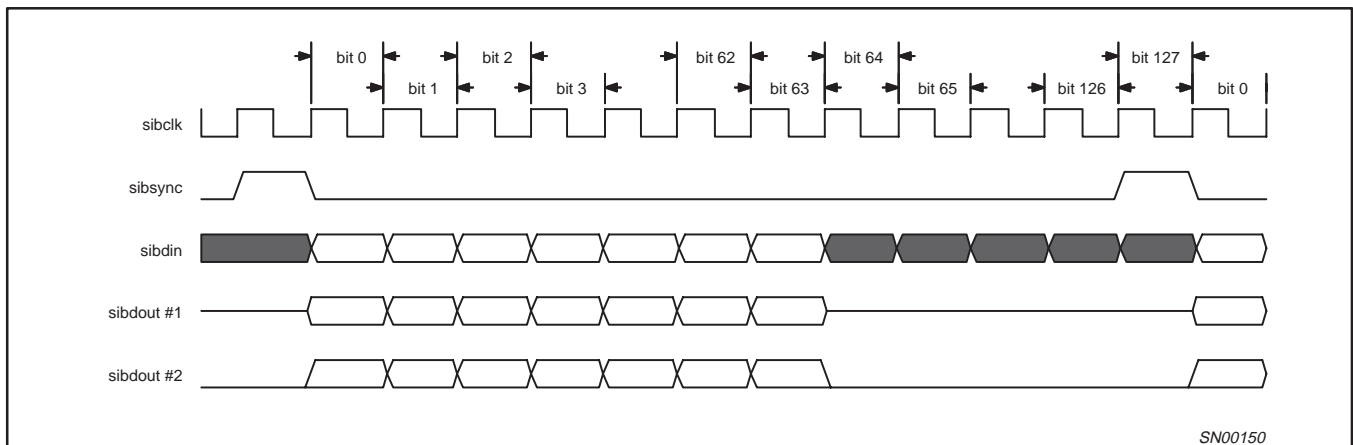 bit 0 bit 2 bit 62 bit 64 bit 127
bit 1 bit 3 bit 63 bit 65 bit 126 bit 0
sibclk
sibsync
sibdin
sibdout #1
sibdout #2
SN00150